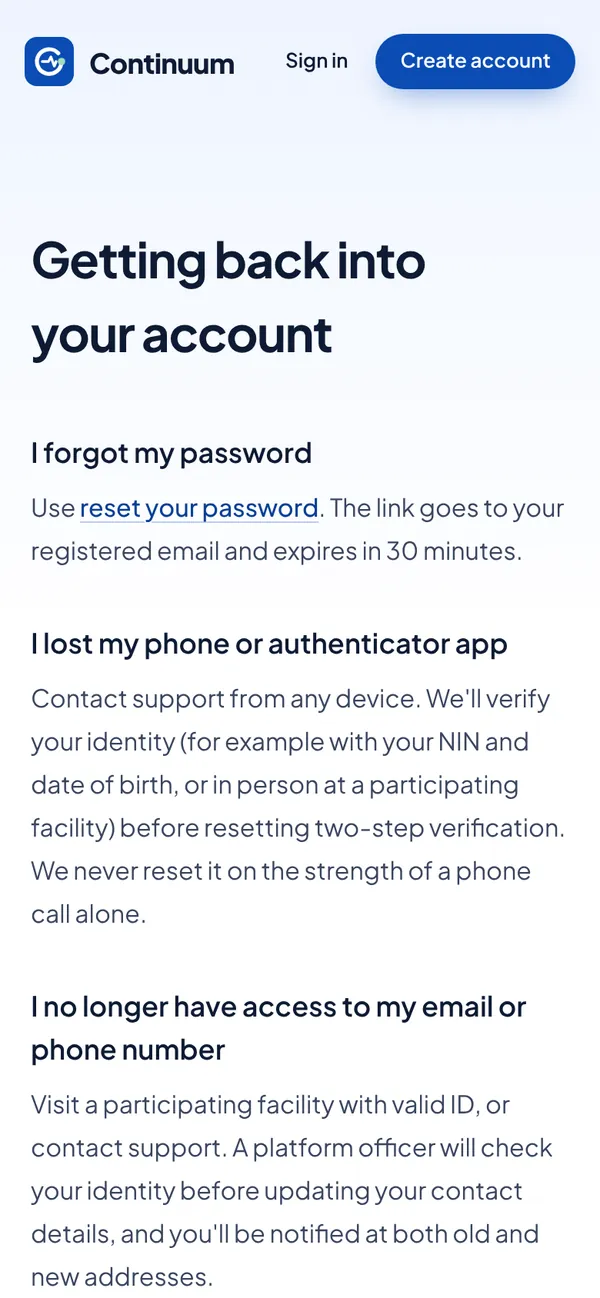 Continuum
Sign in
Create account
Getting back into
your account
I forgot my password
Use reset your password. The link goes to your
registered email and expires in 30 minutes.
I lost my phone or authenticator app
Contact support from any device. We'll verify
your identity (for example with your NIN and
date of birth, or in person at a participating
facility) before resetting two-step verification.
We never reset it on the strength of a phone
call alone.
I no longer have access to my email or
phone number
Visit a participating facility with valid ID, or
contact support. A platform officer will check
your identity before updating your contact
details, and you'll be notified at both old and
new addresses.